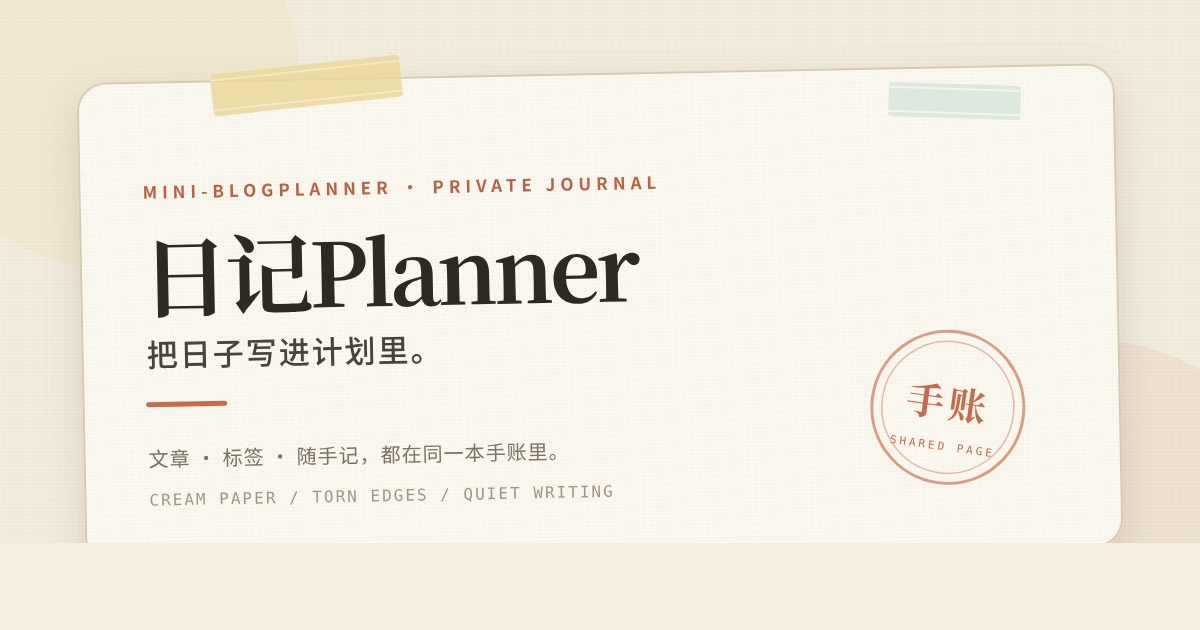 MINI-BLOGPLANNER • PRIVATE JOURNAL
日记Planner
把日子写进计划里。
文章 • 标签 • 随手记，都在同一本手账里。
CREAM PAPER / TORN EDGES / QUIET WRITING
手账
SHARED PAGE